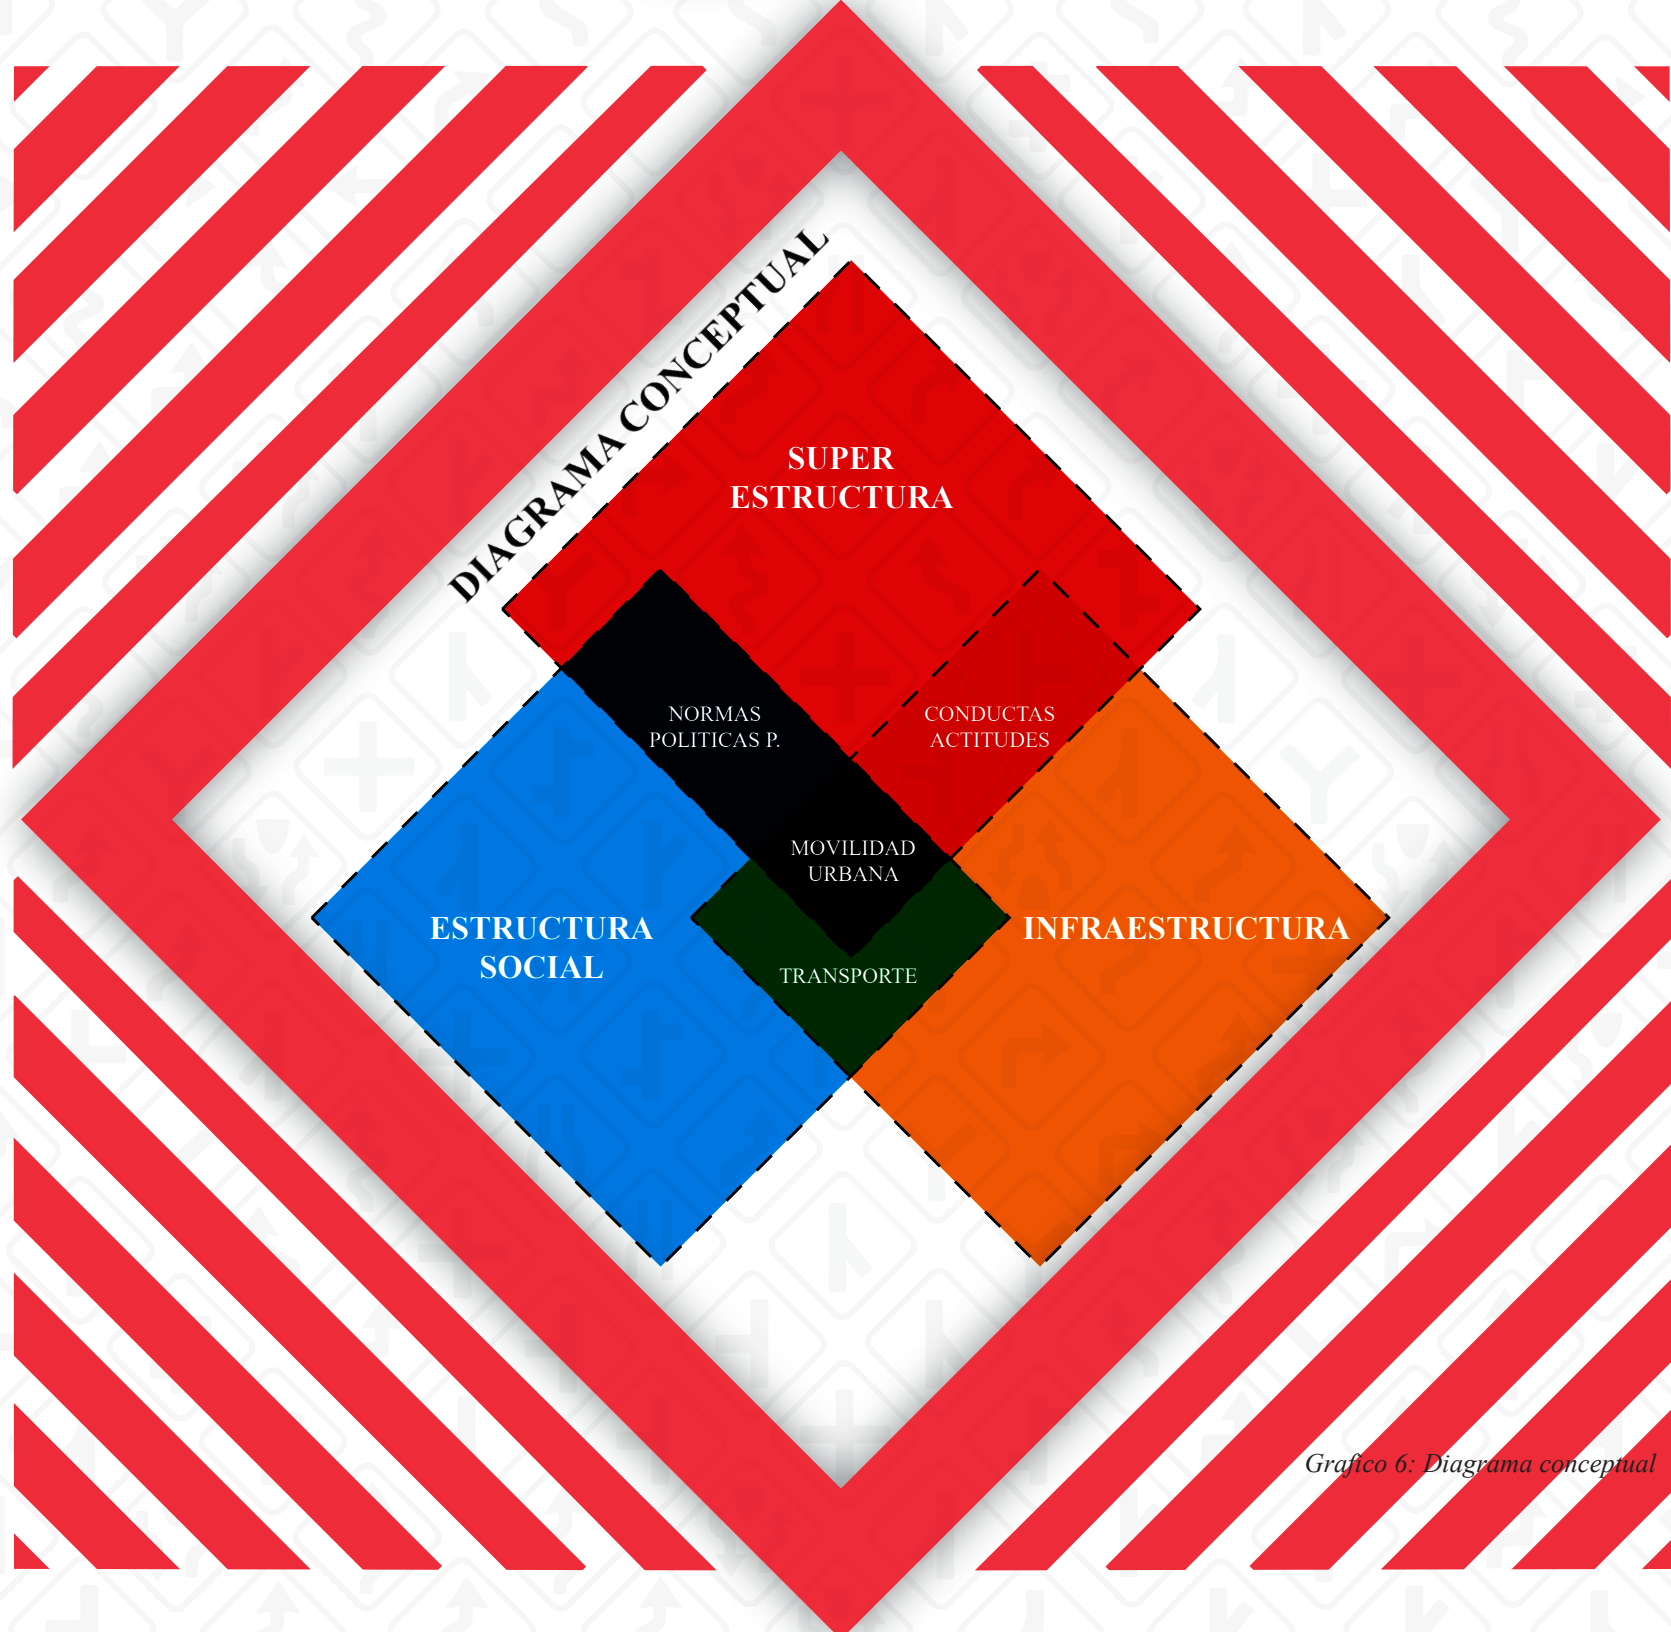 DIAGRAMA CONCEPTUAL
SUPER
ESTRUCTURA
NORMAS
POLITICAS P.
CONDUCTAS
ACTITUDES
MOVILIDAD
URBANA
ESTRUCTURA
SOCIAL
INFRAESTRUCTURA
TRANSPORTE
Grafico 6: Diagrama conceptual